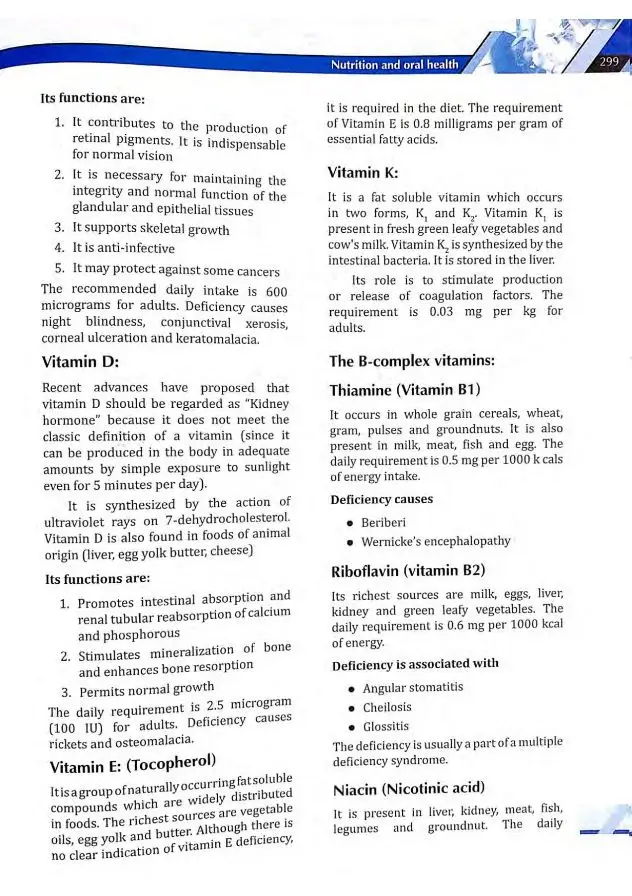 Nutrition and oral health
299
Its functions are:
1. It contributes to the production of
retinal pigments. It is indispensable
for normal vision
2. It is necessary for maintaining the
integrity and normal function of the
glandular and epithelial tissues
3. It supports skeletal growth
4. It is anti-infective
5. It may protect against some cancers
The recommended daily intake is 600
micrograms for adults. Deficiency causes
night blindness, conjunctival xerosis,
corneal ulceration and keratomalacia.
Vitamin D:
Recent advances have proposed that
vitamin D should be regarded as "Kidney
hormone" because it does not meet the
classic definition of a vitamin (since it
can be produced in the body in adequate
amounts by simple exposure to sunlight
even for 5 minutes per day).
It is synthesized by the action of
ultraviolet rays on 7-dehydrocholesterol.
Vitamin D is also found in foods of animal
origin (liver, egg yolk butter, cheese)
Its functions are:
1. Promotes intestinal absorption and
renal tubular reabsorption of calcium
and phosphorous
2. Stimulates mineralization of bone
and enhances bone resorption
3. Permits normal growth
The daily requirement is 2.5 microgram
(100 IU) for adults. Deficiency causes
rickets and osteomalacia.
Vitamin E: (Tocopherol)
It is a group of naturally occurring fat soluble
compounds which are widely distributed
in foods. The richest sources are vegetable
oils, egg yolk and butter. Although there is
no clear indication of vitamin E deficiency,
it is required in the diet. The requirement
of Vitamin E is 0.8 milligrams per gram of
essential fatty acids.
Vitamin K:
It is a fat soluble vitamin which occurs
in two forms, K1 and K2. Vitamin K1 is
present in fresh green leafy vegetables and
cow's milk. Vitamin K2 is synthesized by the
intestinal bacteria. It is stored in the liver.
Its role is to stimulate production
or release of coagulation factors. The
requirement is 0.03 mg per kg for
adults.
The B-complex vitamins:
Thiamine (Vitamin B1)
It occurs in whole grain cereals, wheat,
gram, pulses and groundnuts. It is also
present in milk, meat, fish and egg. The
daily requirement is 0.5 mg per 1000 k cals
of energy intake.
Deficiency causes
• Beriberi
• Wernicke's encephalopathy
Riboflavin (vitamin B2)
Its richest sources are milk, eggs, liver,
kidney and green leafy vegetables. The
daily requirement is 0.6 mg per 1000 kcal
of energy.
Deficiency is associated with
• Angular stomatitis
• Cheilosis
• Glossitis
The deficiency is usually a part of a multiple
deficiency syndrome.
Niacin (Nicotinic acid)
It is present in liver, kidney, meat, fish,
legumes and groundnut. The daily